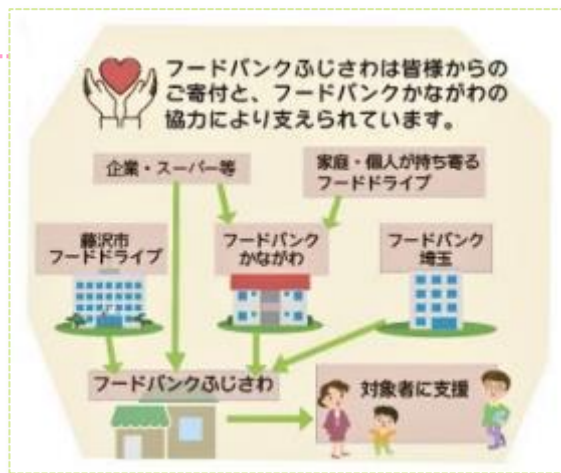 フードバンクふじさわは皆様からの
ご寄付と、フードバンクかながわの
協力により支えられています。
企業・スーパー等
家庭・個人が持ち寄る
フードドライブ
藤沢市
フードドライブ
フードバンク
かながわ
フードバンク
埼玉
フードバンクふじさわ
対象者に支援